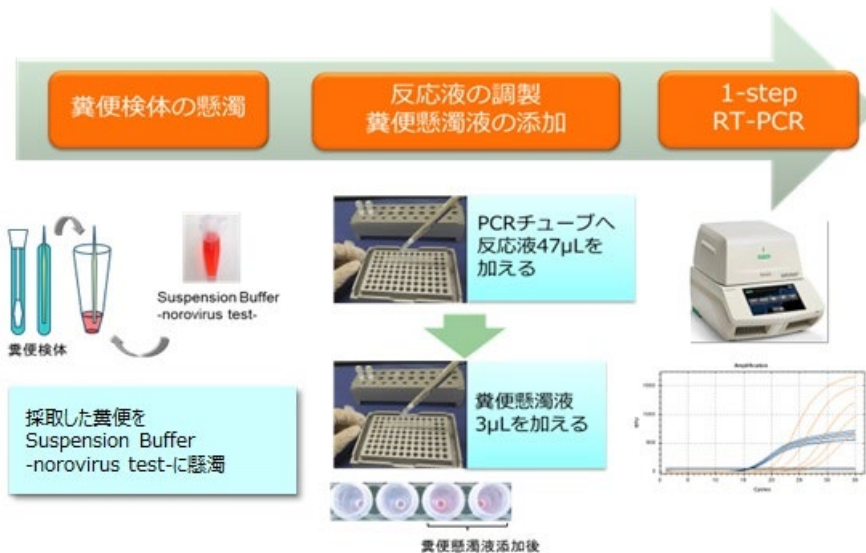 糞便検体の懸濁
反応液の調製
糞便懸濁液の添加
1-step
RT-PCR
Suspension Buffer
-norovirus test-
糞便検体
採取した糞便を
Suspension Buffer
-norovirus test-に懸濁
PCRチューブへ
反応液47μLを
加える
糞便懸濁液
3μLを加える
糞便懸濁液添加後
Amplification
Cycles